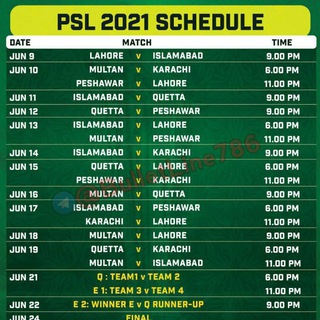 PSL 2021 SCHEDULE
DATE MATCH TIME
JUN 9 LAHORE v ISLAMABAD 9.00 PM
JUN 10 MULTAN v KARACHI 6.00 PM
PESHAWAR v LAHORE 11.00 PM
JUN 11 ISLAMABAD v QUETTA 9.00 PM
JUN 12 QUETTA v PESHAWAR 9.00 PM
JUN 13 ISLAMABAD v LAHORE 6.00 PM
MULTAN v PESHAWAR 11.00 PM
JUN 14 ISLAMABAD v KARACHI 9.00 PM
JUN 15 QUETTA v LAHORE 6.00 PM
PESHAWAR v KARACHI 11.00 PM
JUN 16 MULTAN v QUETTA 9.00 PM
JUN 17 ISLAMABAD v PESHAWAR 6.00 PM
KARACHI v LAHORE 11.00 PM
JUN 18 MULTAN v LAHORE 9.00 PM
JUN 19 QUETTA v KARACHI 6.00 PM
MULTAN v ISLAMABAD 11.00 PM
JUN 21 Q : TEAM1 v TEAM 2 6.00 PM
E 1: TEAM 3 v TEAM 4 11.00 PM
JUN 22 E 2: WINNER E v Q RUNNER-UP 9.00 PM
JUN 24 FINAL